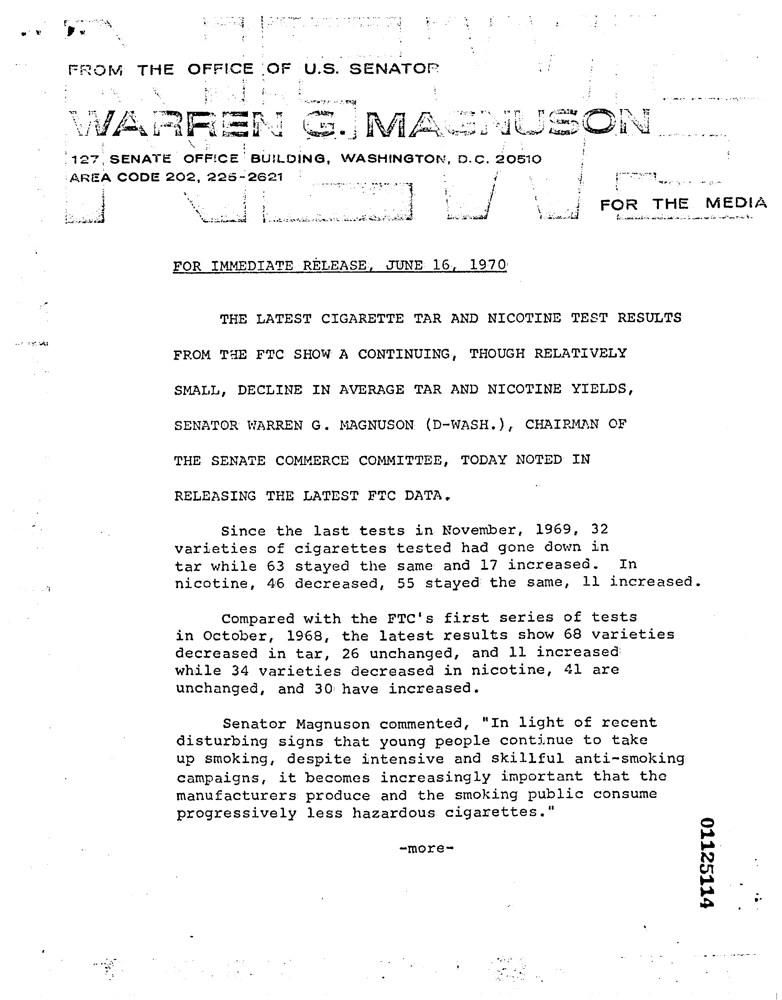 FROM THE OFFICE OF U.S. SENATOR
WARREN G. MAGNUSON
NEWS
127, SENATE OFFICE BUILDING, WASHINGTON, D.C. 20510
AREA CODE 202, 225-2621
FOR THE MEDIA
FOR IMMEDIATE RELEASE, JUNE 16, 1970
THE LATEST CIGARETTE TAR AND NICOTINE TEST RESULTS
FROM THE FTC SHOW A CONTINUING, THOUGH RELATIVELY
SMALL, DECLINE IN AVERAGE TAR AND NICOTINE YIELDS,
SENATOR WARREN G. MAGNUSON (D-WASH.), CHAIRMAN OF
THE SENATE COMMERCE COMMITTEE, TODAY NOTED IN
RELEASING THE LATEST FTC DATA.
Since the last tests in November, 1969, 32
varieties of cigarettes tested had gone down in
tar while 63 stayed the same and 17 increased. In
nicotine, 46 decreased, 55 stayed the same, 11 increased.
Compared with the FTC's first series of tests
in October, 1968, the latest results show 68 varieties
decreased in tar, 26 unchanged, and 11 increased
while 34 varieties decreased in nicotine, 41 are
unchanged, and 30 have increased.
Senator Magnuson commented, "In light of recent
disturbing signs that young people continue to take
up smoking, despite intensive and skillful anti-smoking
campaigns, it becomes increasingly important that the
manufacturers produce and the smoking public consume
progressively less hazardous cigarettes."
-more-
01125114